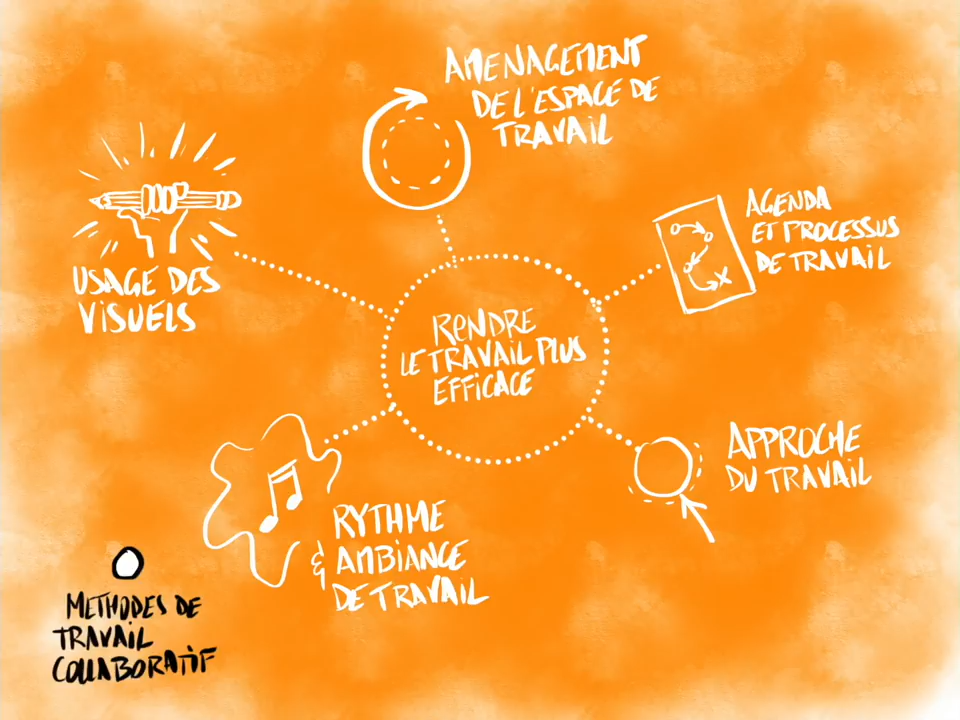 AMENAGEMENT
DE L'ESPACE DE
TRAVAIL
AGENDA
ET PROCESSUS
DE TRAVAIL
USAGE DES
VISUELS
RENDRE
LE TRAVAIL PLUS
EFFICACE
APPROCHE
DU TRAVAIL
RYTHME
& AMBIANCE
DE TRAVAIL
METHODES DE
TRAVAIL
COLLABORATIF